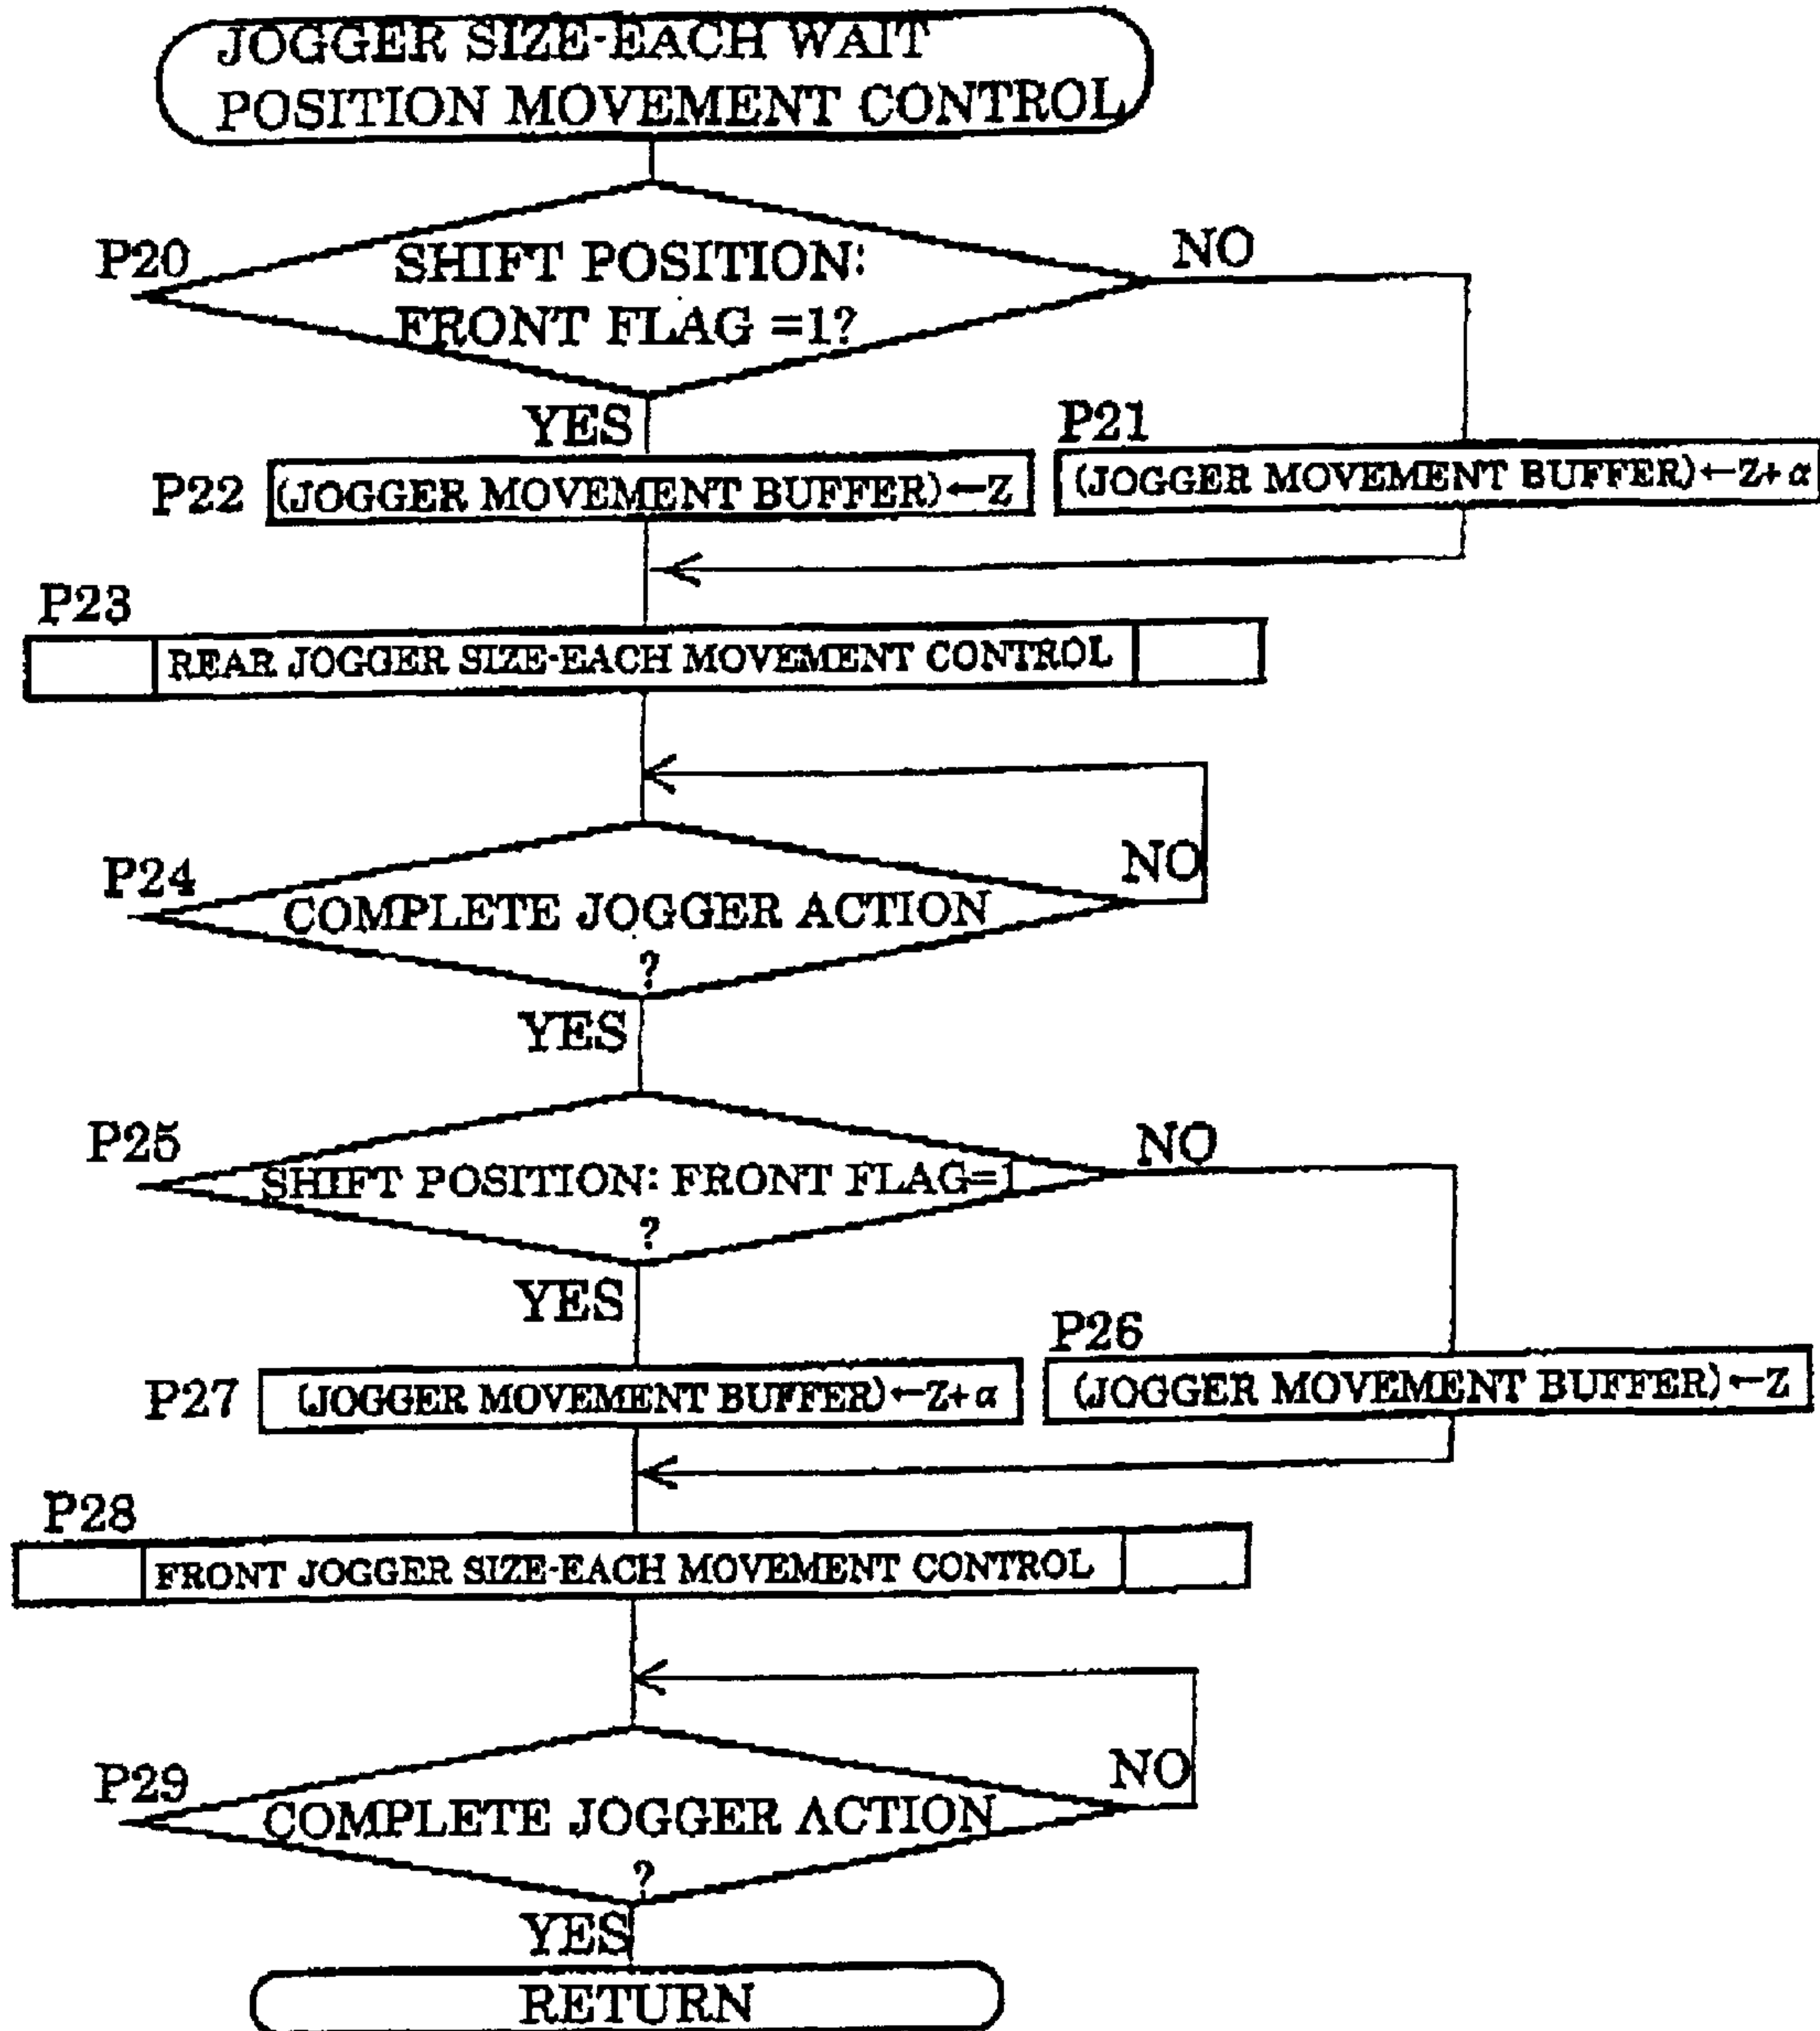 JOGGER SIZE-EACH WAIT
POSITION MOVEMENT CONTROL
P20
SHIFT POSITION:
FRONT FLAG =1?
NO
YES
P21
P22
(JOGGER MOVEMENT BUFFER)←Z
(JOGGER MOVEMENT BUFFER)←Z+α
P23
REAR JOGGER SIZE-EACH MOVEMENT CONTROL
P24
COMPLETE JOGGER ACTION
?
NO
YES
P25
SHIFT POSITION: FRONT FLAG=1
?
NO
YES
P26
P27
(JOGGER MOVEMENT BUFFER)←Z+α
(JOGGER MOVEMENT BUFFER)←Z
P28
FRONT JOGGER SIZE-EACH MOVEMENT CONTROL
P29
COMPLETE JOGGER ACTION
?
NO
YES
RETURN